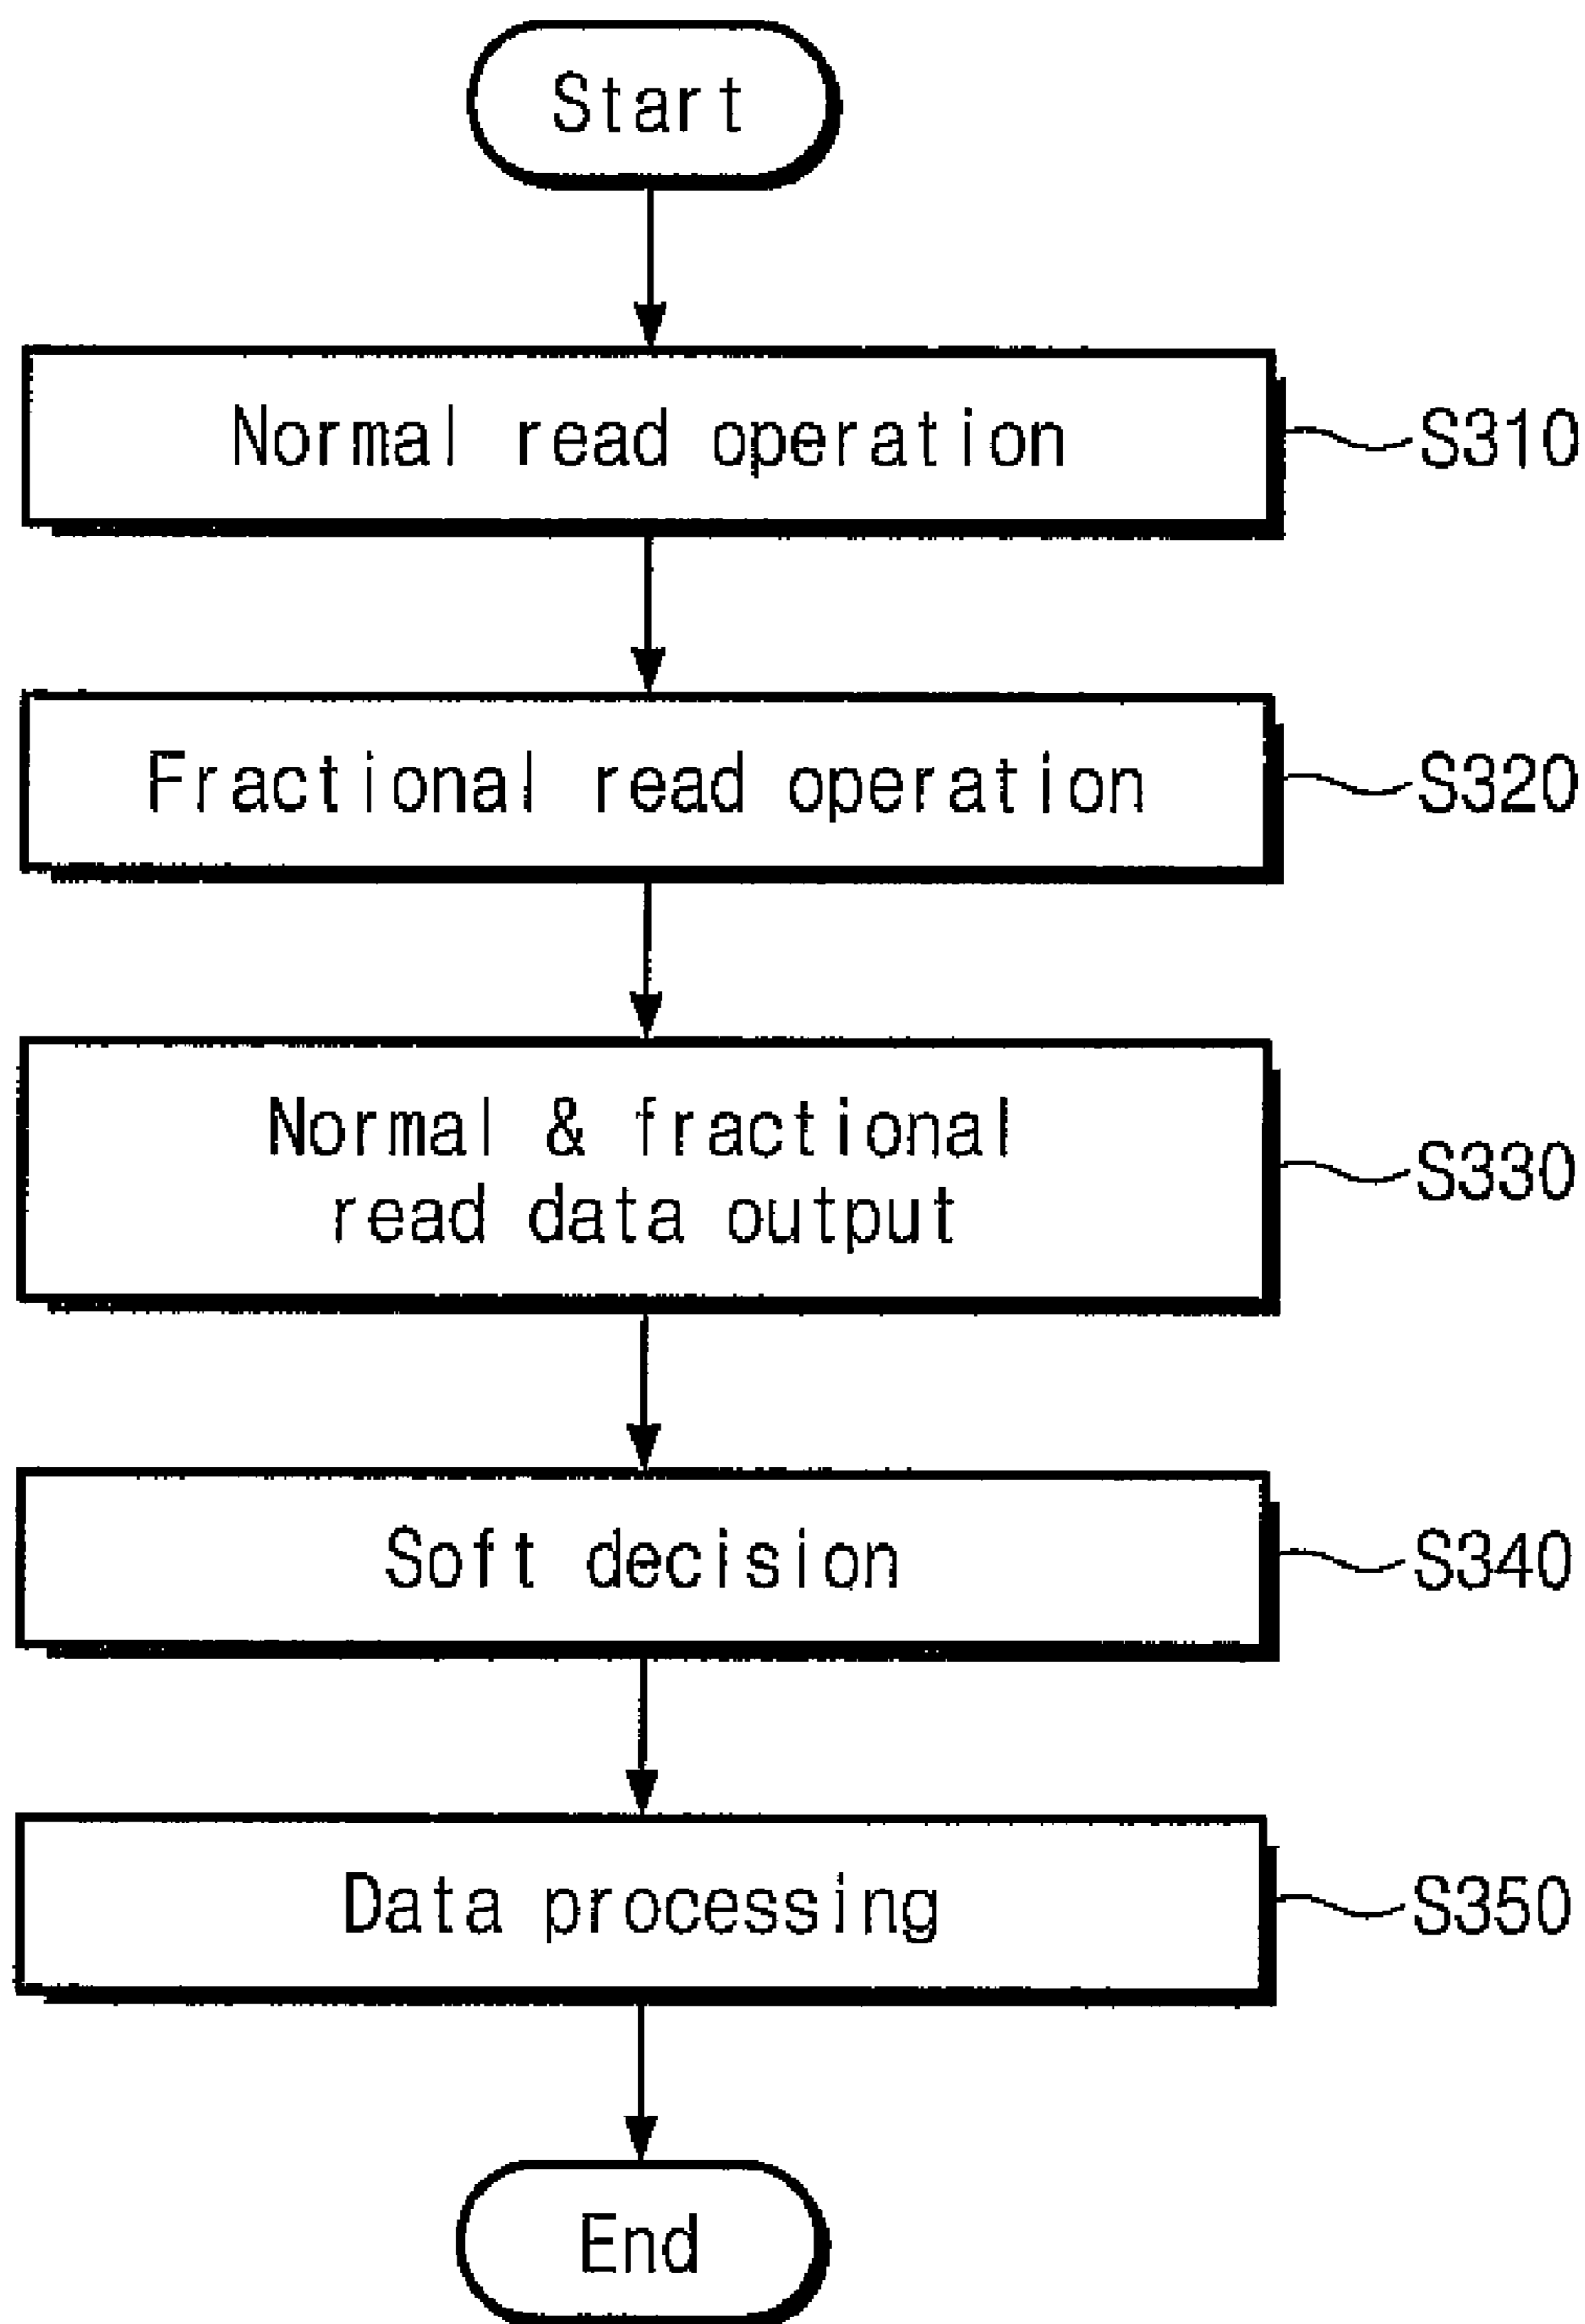 Start
Normal read operation
S310
Fractional read operation
S320
Normal & fractional
read data output
S330
Soft decision
S340
Data processing
S350
End